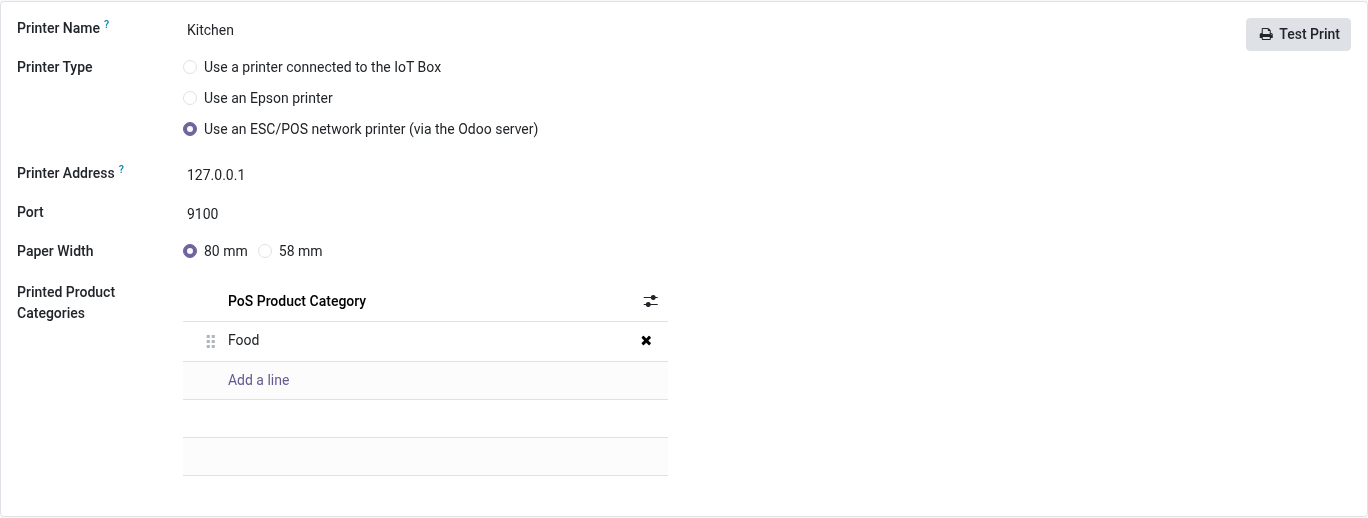 Printer Name ? Kitchen
Test Print
Printer Type
Use a printer connected to the IoT Box
Use an Epson printer
Use an ESC/POS network printer (via the Odoo server)
Printer Address ? 127.0.0.1
Port 9100
Paper Width 80 mm 58 mm
Printed Product
Categories
PoS Product Category
Food
Add a line